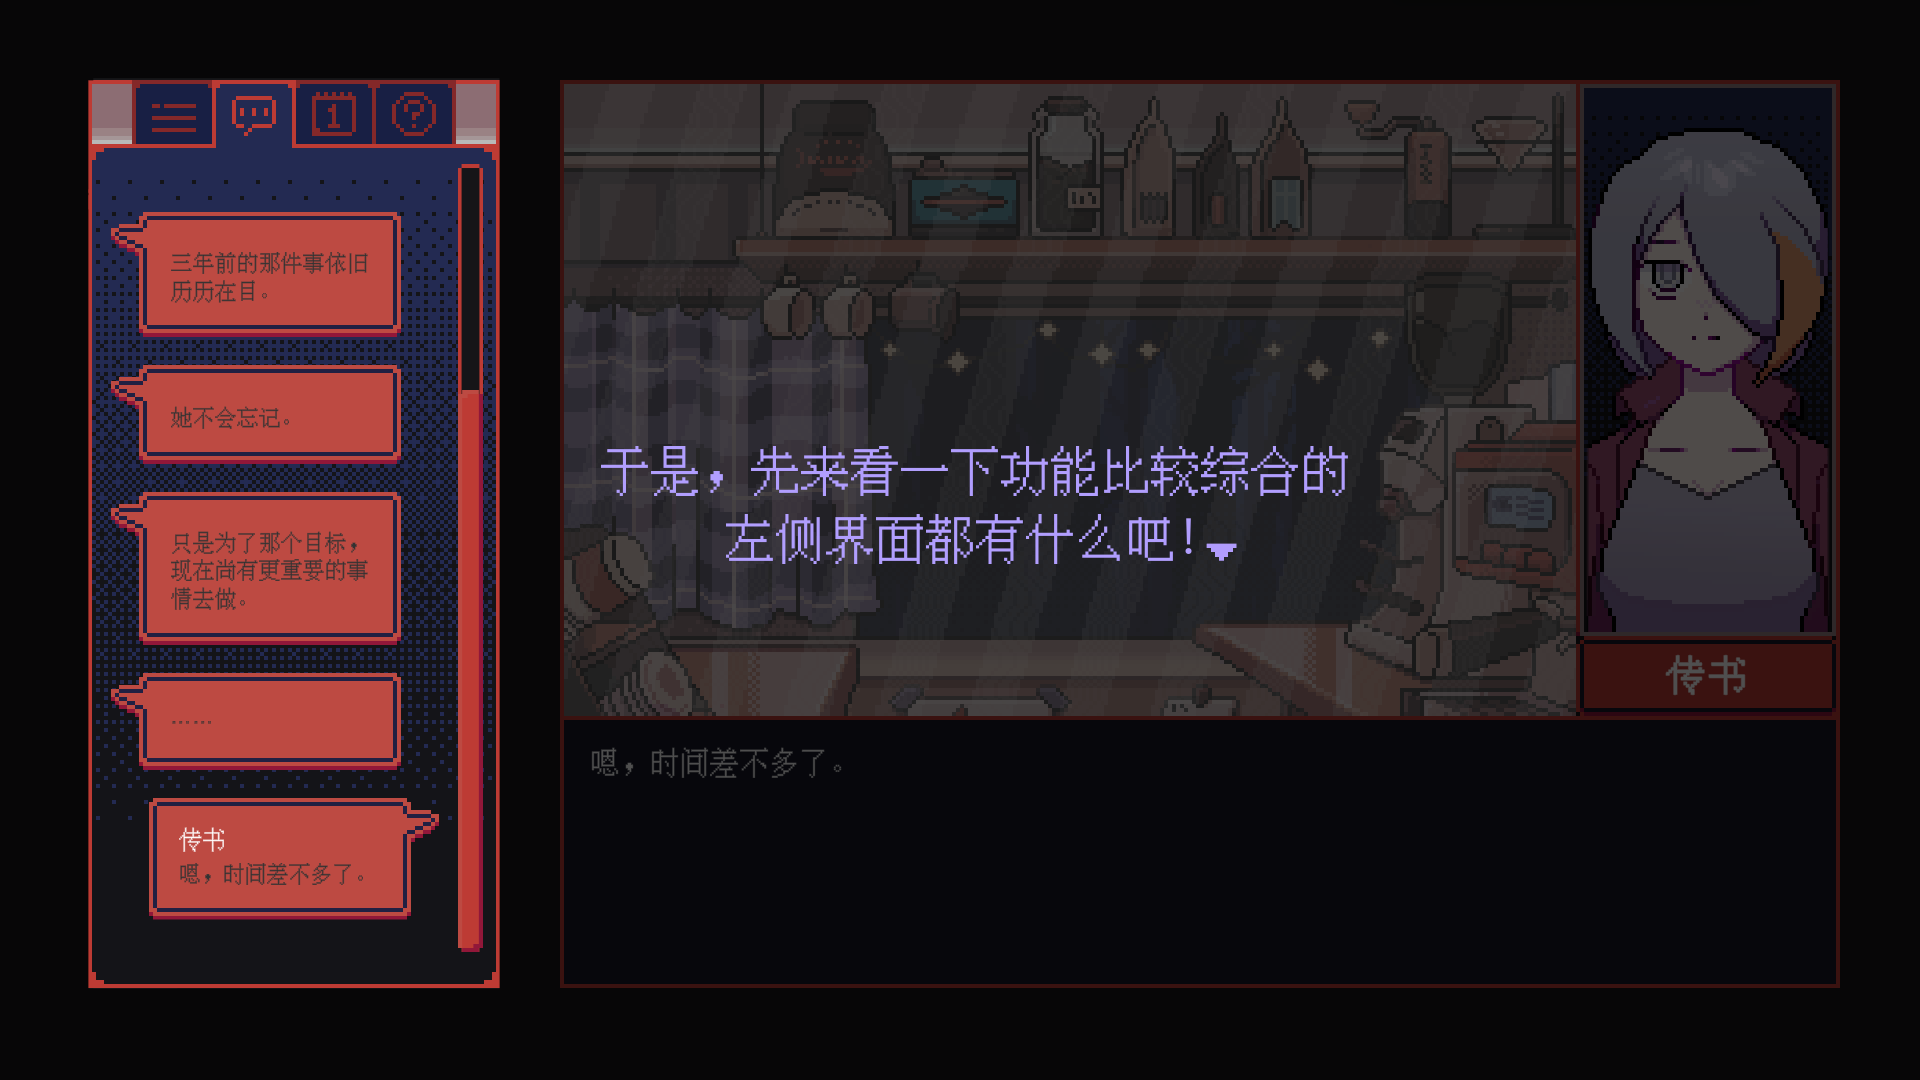 1
?
三年前的那件事依旧
历历在目。
她不会忘记。
只是为了那个目标，
现在尚有更重要的事
情去做。
……
传书
嗯，时间差不多了。
于是，先来看一下功能比较综合的
左侧界面都有什么吧！
传书
嗯，时间差不多了。